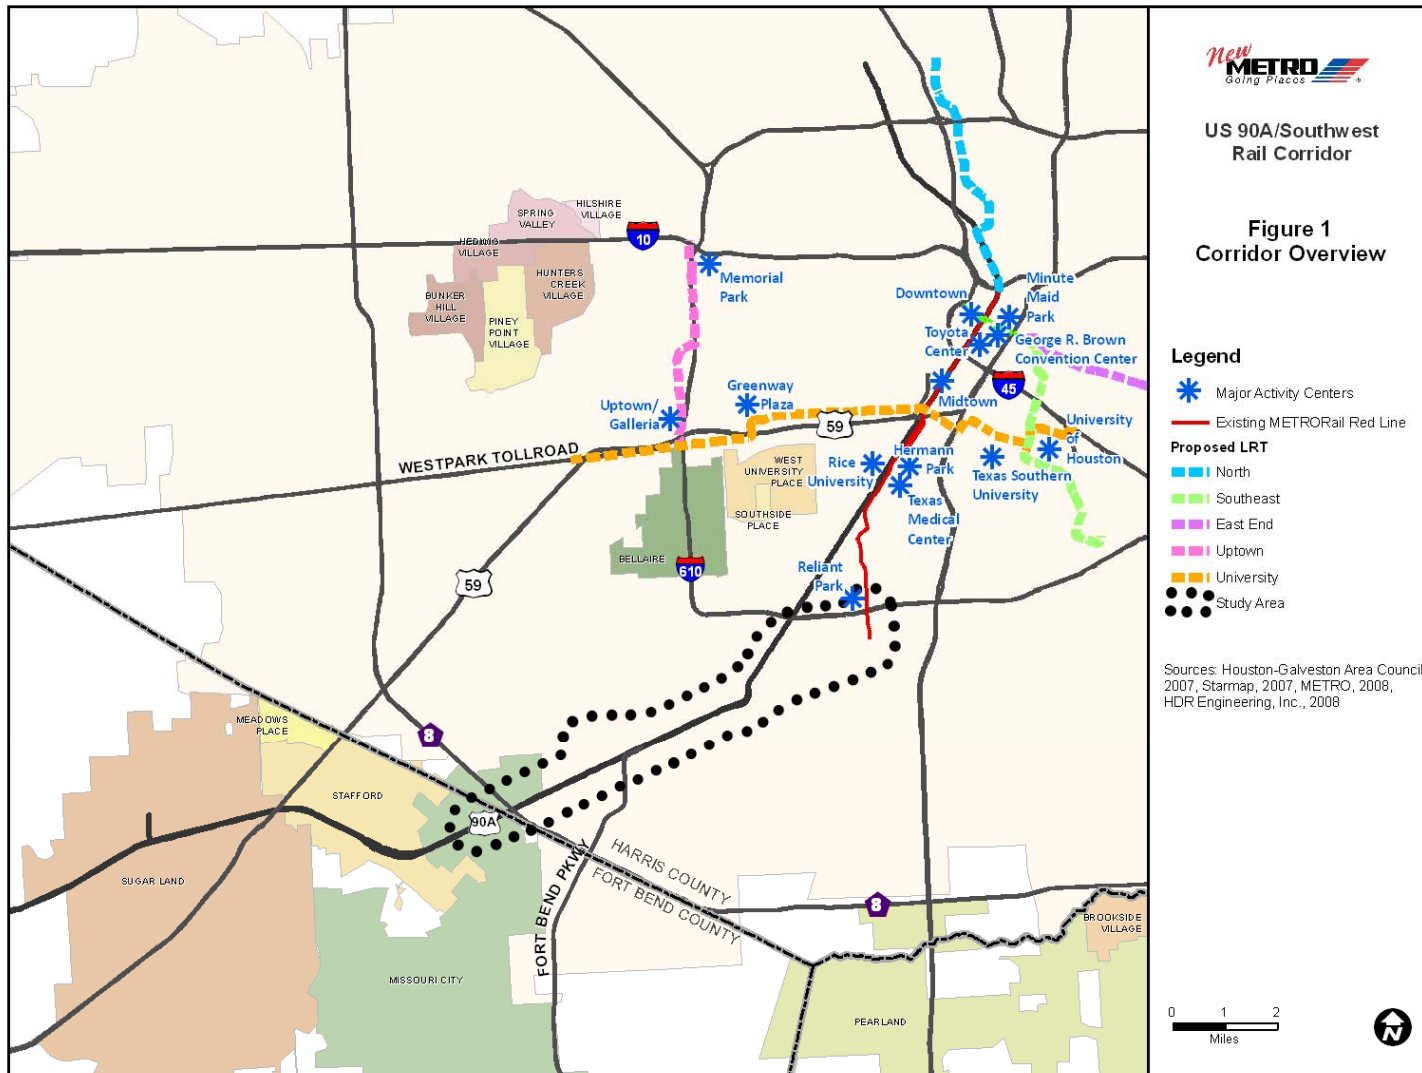 New
METRO
Going Places
US 90A/Southwest
Rail Corridor
Figure 1
Corridor Overview
Legend
Major Activity Centers
Existing METRORail Red Line
Proposed LRT
North
Southeast
East End
Uptown
University
Study Area
Sources: Houston-Galveston Area Council
2007, Starmap, 2007, METRO, 2008,
HDR Engineering, Inc., 2008
0 1 2
Miles
N
HILSHIRE
VILLAGE
SPRING
VALLEY
HEDWIG
VILLAGE
HUNTERS
CREEK
VILLAGE
BUNKER
HILL
VILLAGE
PINEY
POINT
VILLAGE
10
Memorial
Park
Downtown
Minute
Maid
Park
Toyota
Center
George R. Brown
Convention Center
45
Midtown
Greenway
Plaza
Uptown/
Galleria
59
WESTPARK TOLLROAD
University
of
Houston
Hermann
Park
Rice
University
Texas Southern
University
Texas
Medical
Center
WEST
UNIVERSITY
PLACE
SOUTHSIDE
PLACE
BELLAIRE
610
59
Reliant
Park
MEADOWS
PLACE
8
STAFFORD
90A
SUGAR LAND
FORT BEND PKWY
HARRIS COUNTY
FORT BEND COUNTY
8
BROOKSIDE
VILLAGE
MISSOURI CITY
PEARLAND